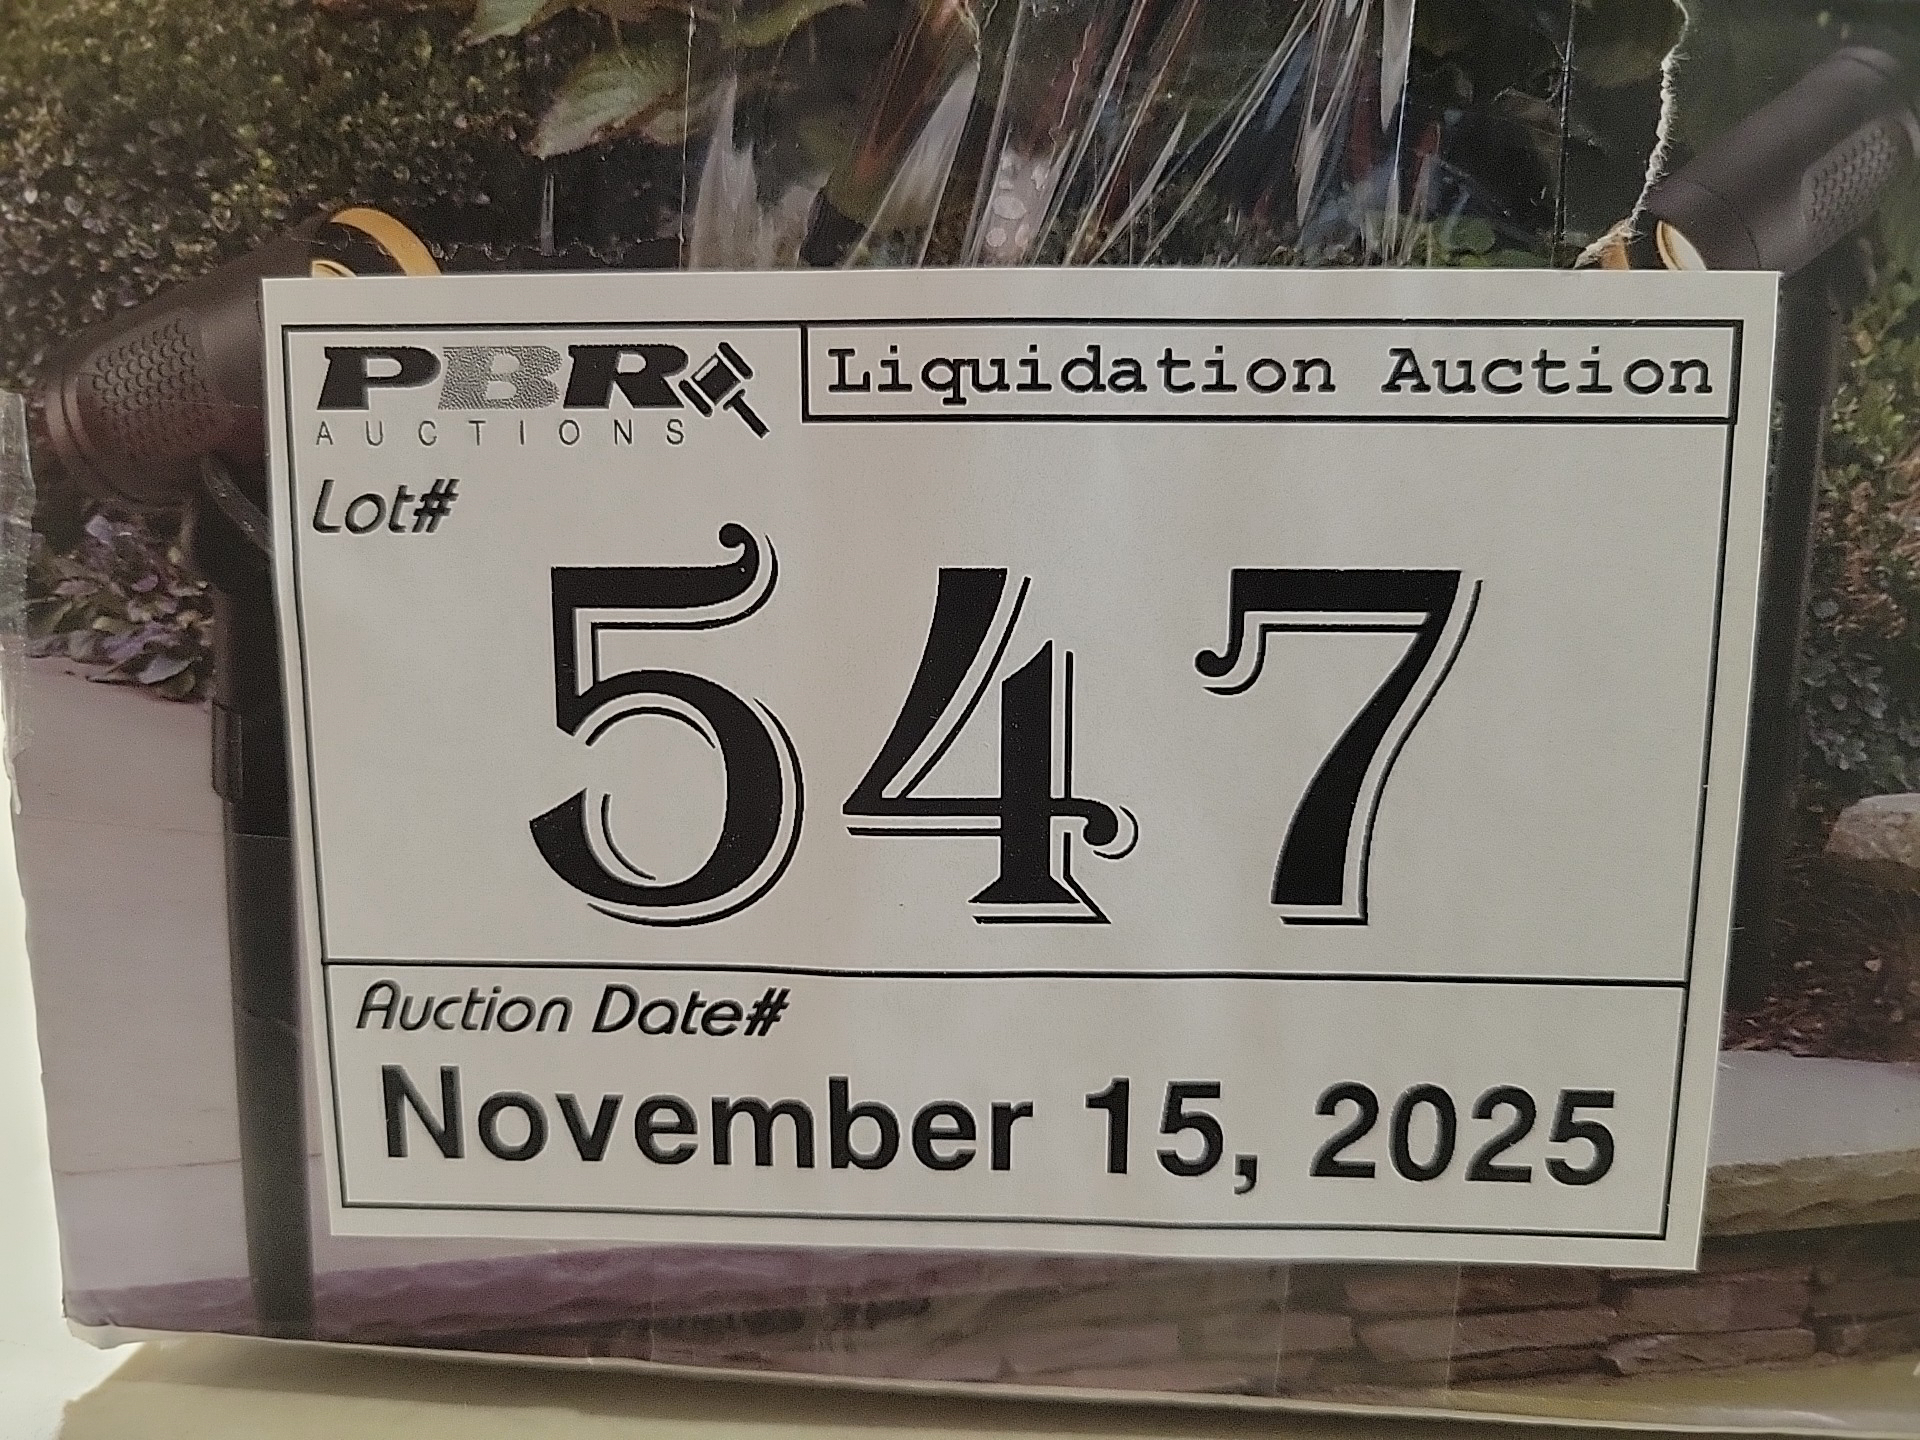 PBR
AUCTIONS
Liquidation Auction
Lot#
547
Auction Date#
November 15, 2025